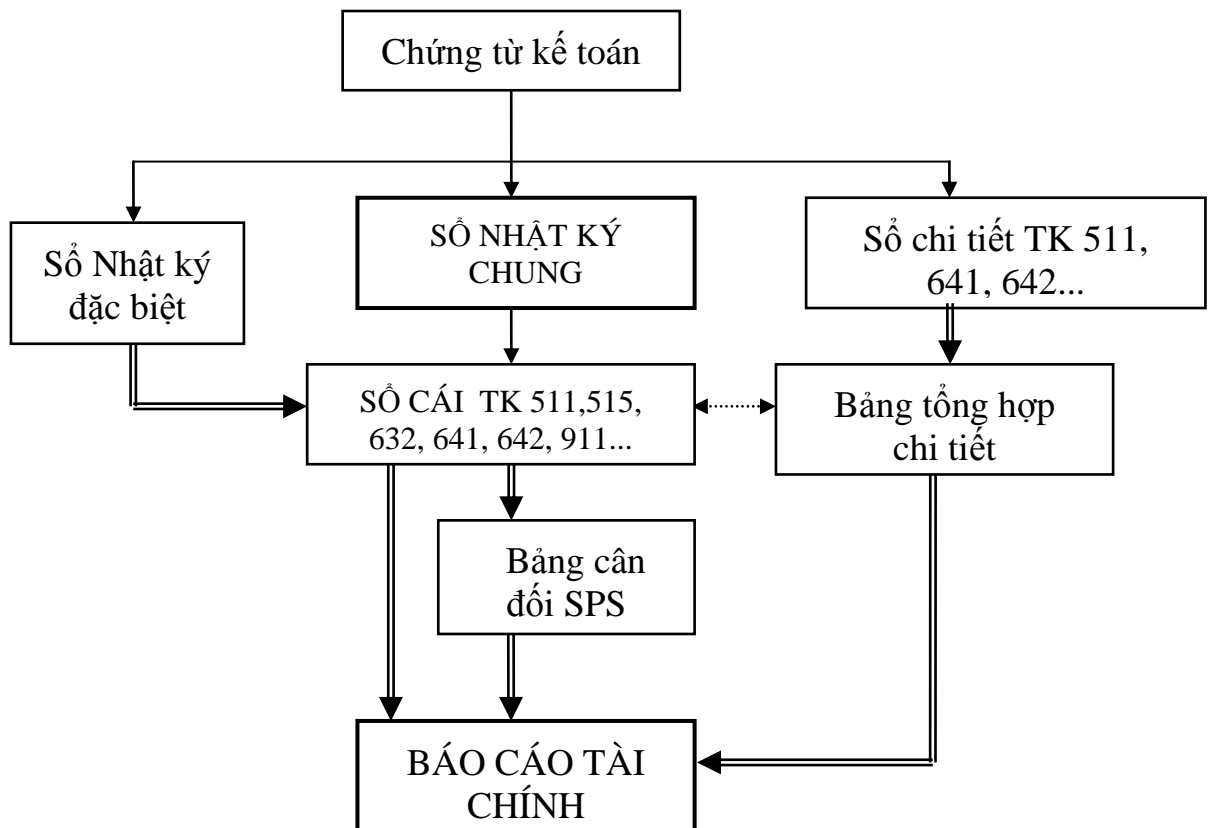 Chứng từ kế toán
Sổ Nhật ký
đặc biệt
SỔ NHẬT KÝ
CHUNG
Sổ chi tiết TK 511,
641, 642...
SỔ CÁI TK 511,515,
632, 641, 642, 911...
Bảng tổng hợp
chi tiết
Bảng cân
đối SPS
BÁO CÁO TÀI
CHÍNH